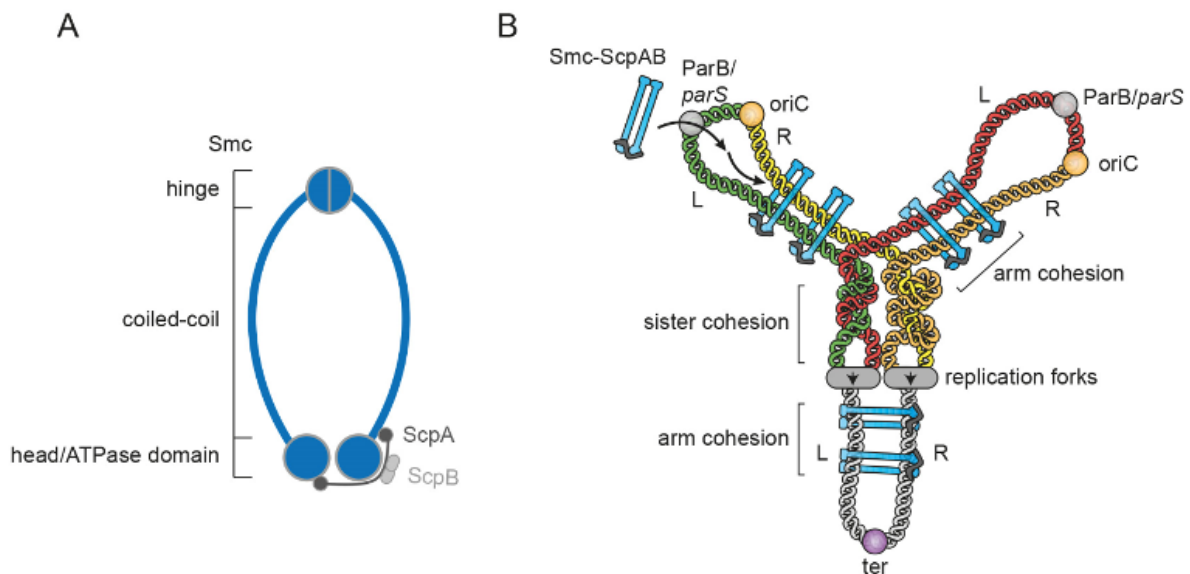 A
Smc
hinge
coiled-coil
head/ATPase domain
ScpA
ScpB
B
Smc-ScpAB
ParB/
parS
oriC
R
L
L
ParB/parS
oriC
R
arm cohesion
sister cohesion
replication forks
arm cohesion
L
R
ter